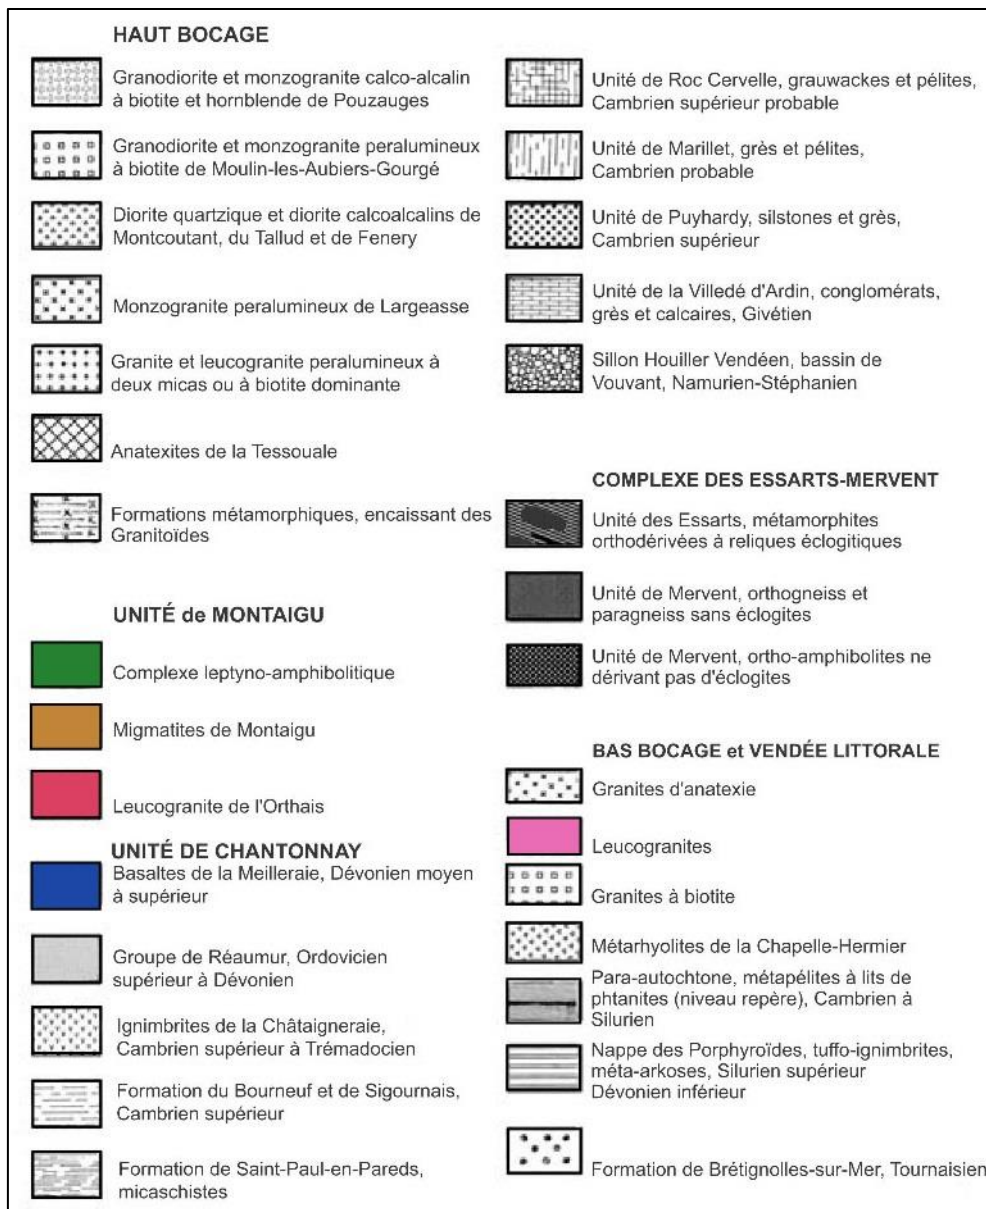 HAUT BOCAGE
Granodiorite et monzogranite calco-alcalin
à biotite et hornblende de Pouzauges
Granodiorite et monzogranite peralumineux
à biotite de Moulin-les-Aubiers-Gourgé
Diorite quartzique et diorite calcoalcalins de
Montcoutant, du Tallud et de Fenery
Monzogranite peralumineux de Largeasse
Granite et leucogranite peralumineux à
deux micas ou à biotite dominante
Anatexites de la Tessouale
Formations métamorphiques, encaissant des
Granitoïdes
UNITÉ de MONTAIGU
Complexe leptyno-amphibolitique
Migmatites de Montaigu
Leucogranite de l'Orthais
UNITÉ DE CHANTONNAY
Basaltes de la Meilleraie, Dévonien moyen
à supérieur
Groupe de Réaumur, Ordovicien
supérieur à Dévonien
Ignimbrites de la Châtaigneraie,
Cambrien supérieur à Trémadocien
Formation du Bourneuf et de Sigournais,
Cambrien supérieur
Formation de Saint-Paul-en-Pareds,
micaschistes
Unité de Roc Cervelle, grauwackes et pélites,
Cambrien supérieur probable
Unité de Marillet, grès et pélites,
Cambrien probable
Unité de Puyhardy, silstones et grès,
Cambrien supérieur
Unité de la Villedé d'Ardin, conglomérats,
grès et calcaires, Givétien
Sillon Houiller Vendéen, bassin de
Vouvant, Namurien-Stéphanien
COMPLEXE DES ESSARTS-MERVENT
Unité des Essarts, métamorphites
orthodérivées à reliques éclogitiques
Unité de Mervent, orthogneiss et
paragneiss sans éclogites
Unité de Mervent, ortho-amphibolites ne
dérivant pas d'éclogites
BAS BOCAGE et VENDÉE LITTORALE
Granites d'anatexie
Leucogranites
Granites à biotite
Métarhyolites de la Chapelle-Hermier
Para-autochtone, métapélites à lits de
phtanites (niveau repère), Cambrien à
Silurien
Nappe des Porphyroïdes, tuffo-ignimbrites,
méta-arkoses, Silurien supérieur
Dévonien inférieur
Formation de Brétignolles-sur-Mer, Tournaisien